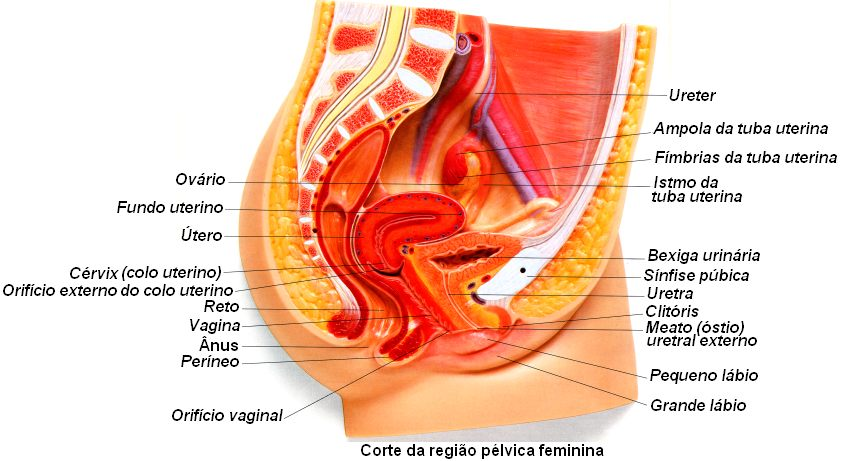 Ureter
Ampola da tuba uterina
Fímbrias da tuba uterina
Istmo da
tuba uterina
Ovário
Fundo uterino
Útero
Cérvix (colo uterino)
Orifício externo do colo uterino
Reto
Vagina
Ânus
Períneo
Orifício vaginal
Bexiga urinária
Sínfise púbica
Uretra
Clitóris
Meato (óstio)
uretral externo
Pequeno lábio
Grande lábio
Corte da região pélvica feminina